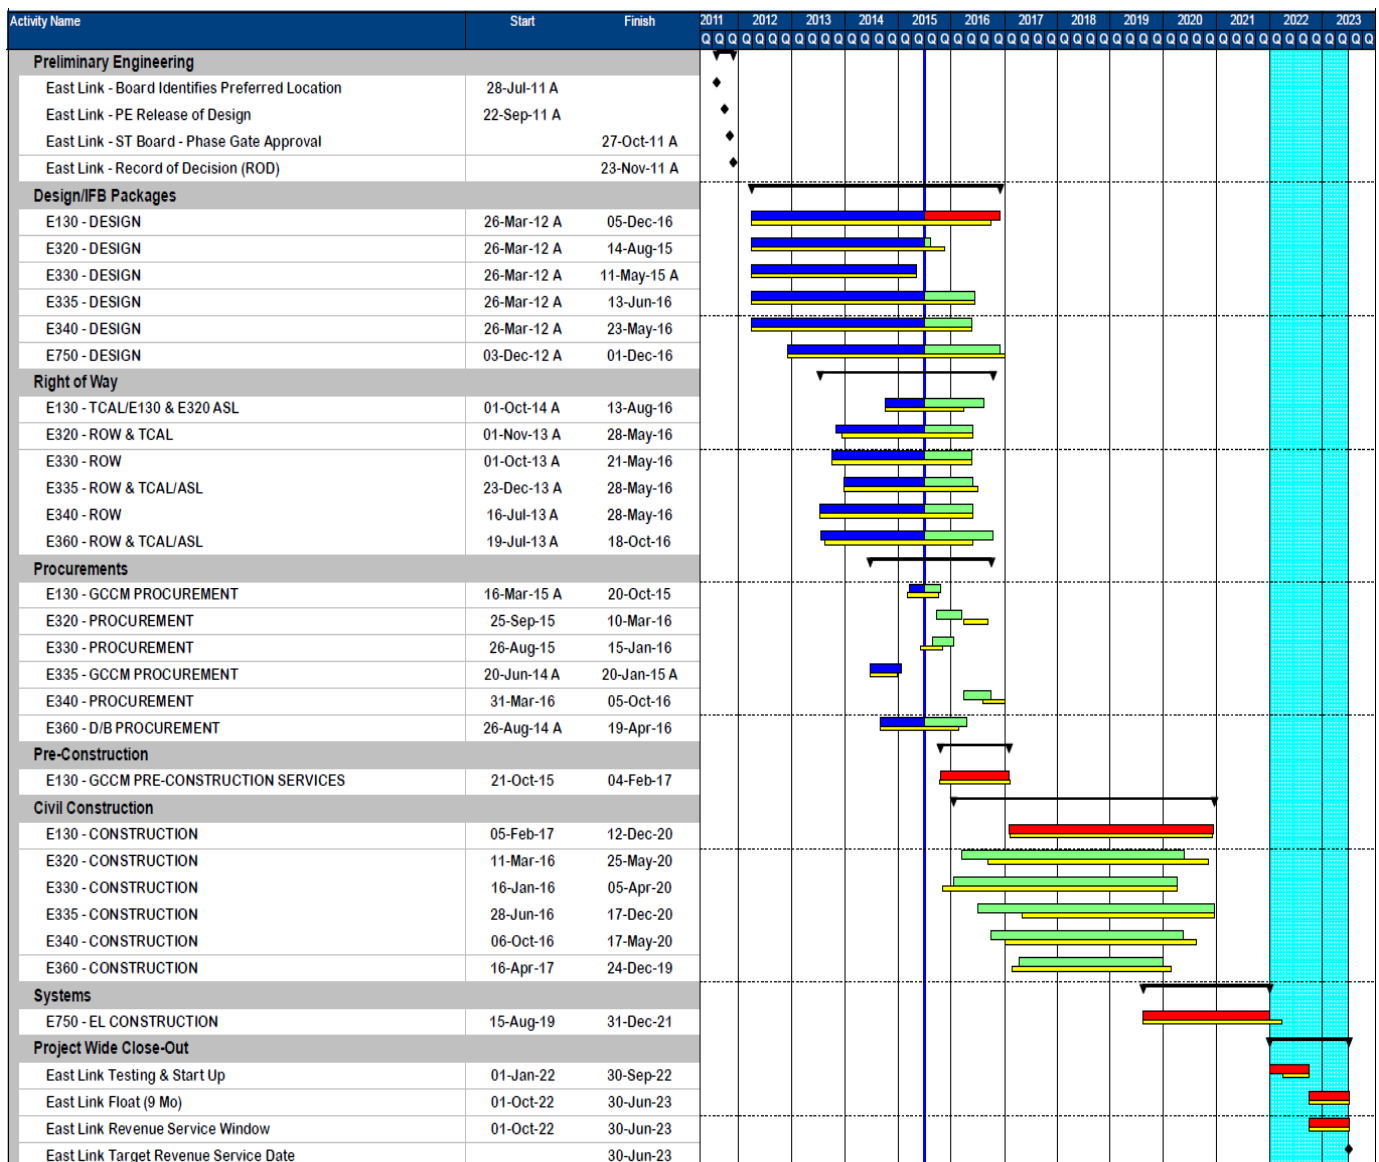 Activity Name Start Finish 2011 2012 2013 2014 2015 2016 2017 2018 2019 2020 2021 2022 2023
Q Q Q Q Q Q Q Q Q Q Q Q Q Q Q Q Q Q Q Q Q Q Q Q Q Q Q Q Q Q Q Q Q Q Q Q Q Q Q Q Q Q Q Q Q Q Q Q Q Q Q
Preliminary Engineering
East Link - Board Identifies Preferred Location 28-Jul-11 A
East Link - PE Release of Design 22-Sep-11 A
East Link - ST Board - Phase Gate Approval 27-Oct-11 A
East Link - Record of Decision (ROD) 23-Nov-11 A
Design/IFB Packages
E130 - DESIGN 26-Mar-12 A 05-Dec-16
E320 - DESIGN 26-Mar-12 A 14-Aug-15
E330 - DESIGN 26-Mar-12 A 11-May-15 A
E335 - DESIGN 26-Mar-12 A 13-Jun-16
E340 - DESIGN 26-Mar-12 A 23-May-16
E750 - DESIGN 03-Dec-12 A 01-Dec-16
Right of Way
E130 - TCAL/E130 & E320 ASL 01-Oct-14 A 13-Aug-16
E320 - ROW & TCAL 01-Nov-13 A 28-May-16
E330 - ROW 01-Oct-13 A 21-May-16
E335 - ROW & TCAL/ASL 23-Dec-13 A 28-May-16
E340 - ROW 16-Jul-13 A 28-May-16
E360 - ROW & TCAL/ASL 19-Jul-13 A 18-Oct-16
Procurements
E130 - GCCM PROCUREMENT 16-Mar-15 A 20-Oct-15
E320 - PROCUREMENT 25-Sep-15 10-Mar-16
E330 - PROCUREMENT 26-Aug-15 15-Jan-16
E335 - GCCM PROCUREMENT 20-Jun-14 A 20-Jan-15 A
E340 - PROCUREMENT 31-Mar-16 05-Oct-16
E360 - D/B PROCUREMENT 26-Aug-14 A 19-Apr-16
Pre-Construction
E130 - GCCM PRE-CONSTRUCTION SERVICES 21-Oct-15 04-Feb-17
Civil Construction
E130 - CONSTRUCTION 05-Feb-17 12-Dec-20
E320 - CONSTRUCTION 11-Mar-16 25-May-20
E330 - CONSTRUCTION 16-Jan-16 05-Apr-20
E335 - CONSTRUCTION 28-Jun-16 17-Dec-20
E340 - CONSTRUCTION 06-Oct-16 17-May-20
E360 - CONSTRUCTION 16-Apr-17 24-Dec-19
Systems
E750 - EL CONSTRUCTION 15-Aug-19 31-Dec-21
Project Wide Close-Out
East Link Testing & Start Up 01-Jan-22 30-Sep-22
East Link Float (9 Mo) 01-Oct-22 30-Jun-23
East Link Revenue Service Window 01-Oct-22 30-Jun-23
East Link Target Revenue Service Date 30-Jun-23